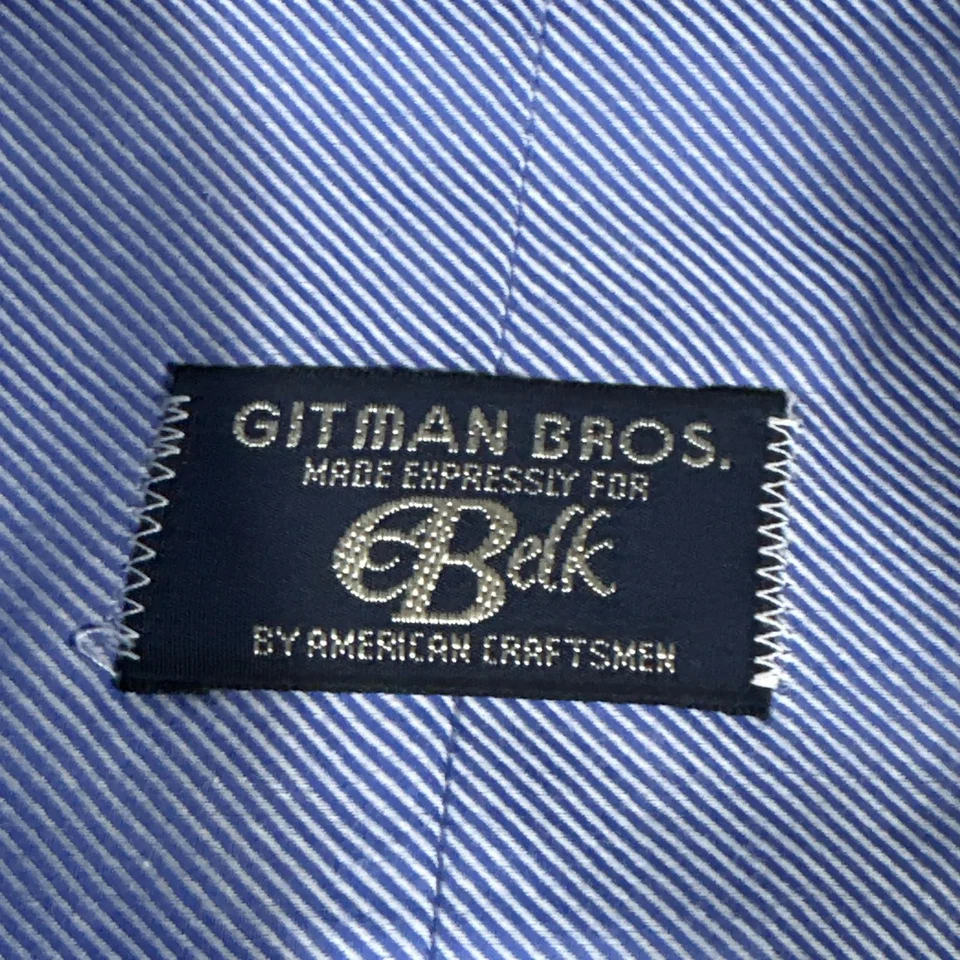 GITMAN BROS.
MADE EXPRESSLY FOR
Belk
BY AMERICAN CRAFTSMEN